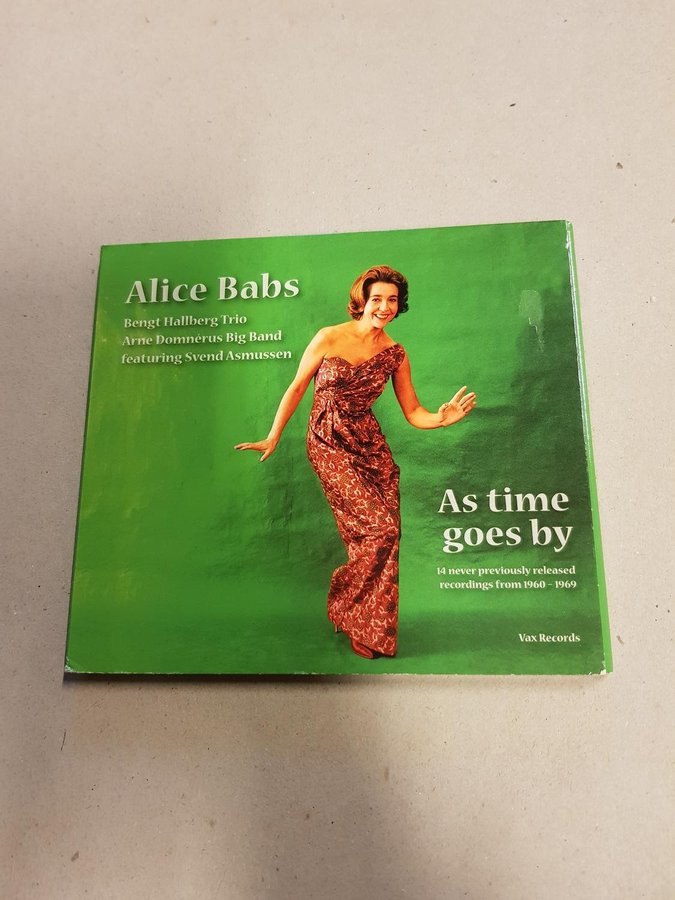 Alice Babs
Bengt Hallberg Trio
Arne Domnérus Big Band
featuring Svend Asmussen
As time
goes by
14 never previously released
recordings from 1960 - 1969
Vax Records